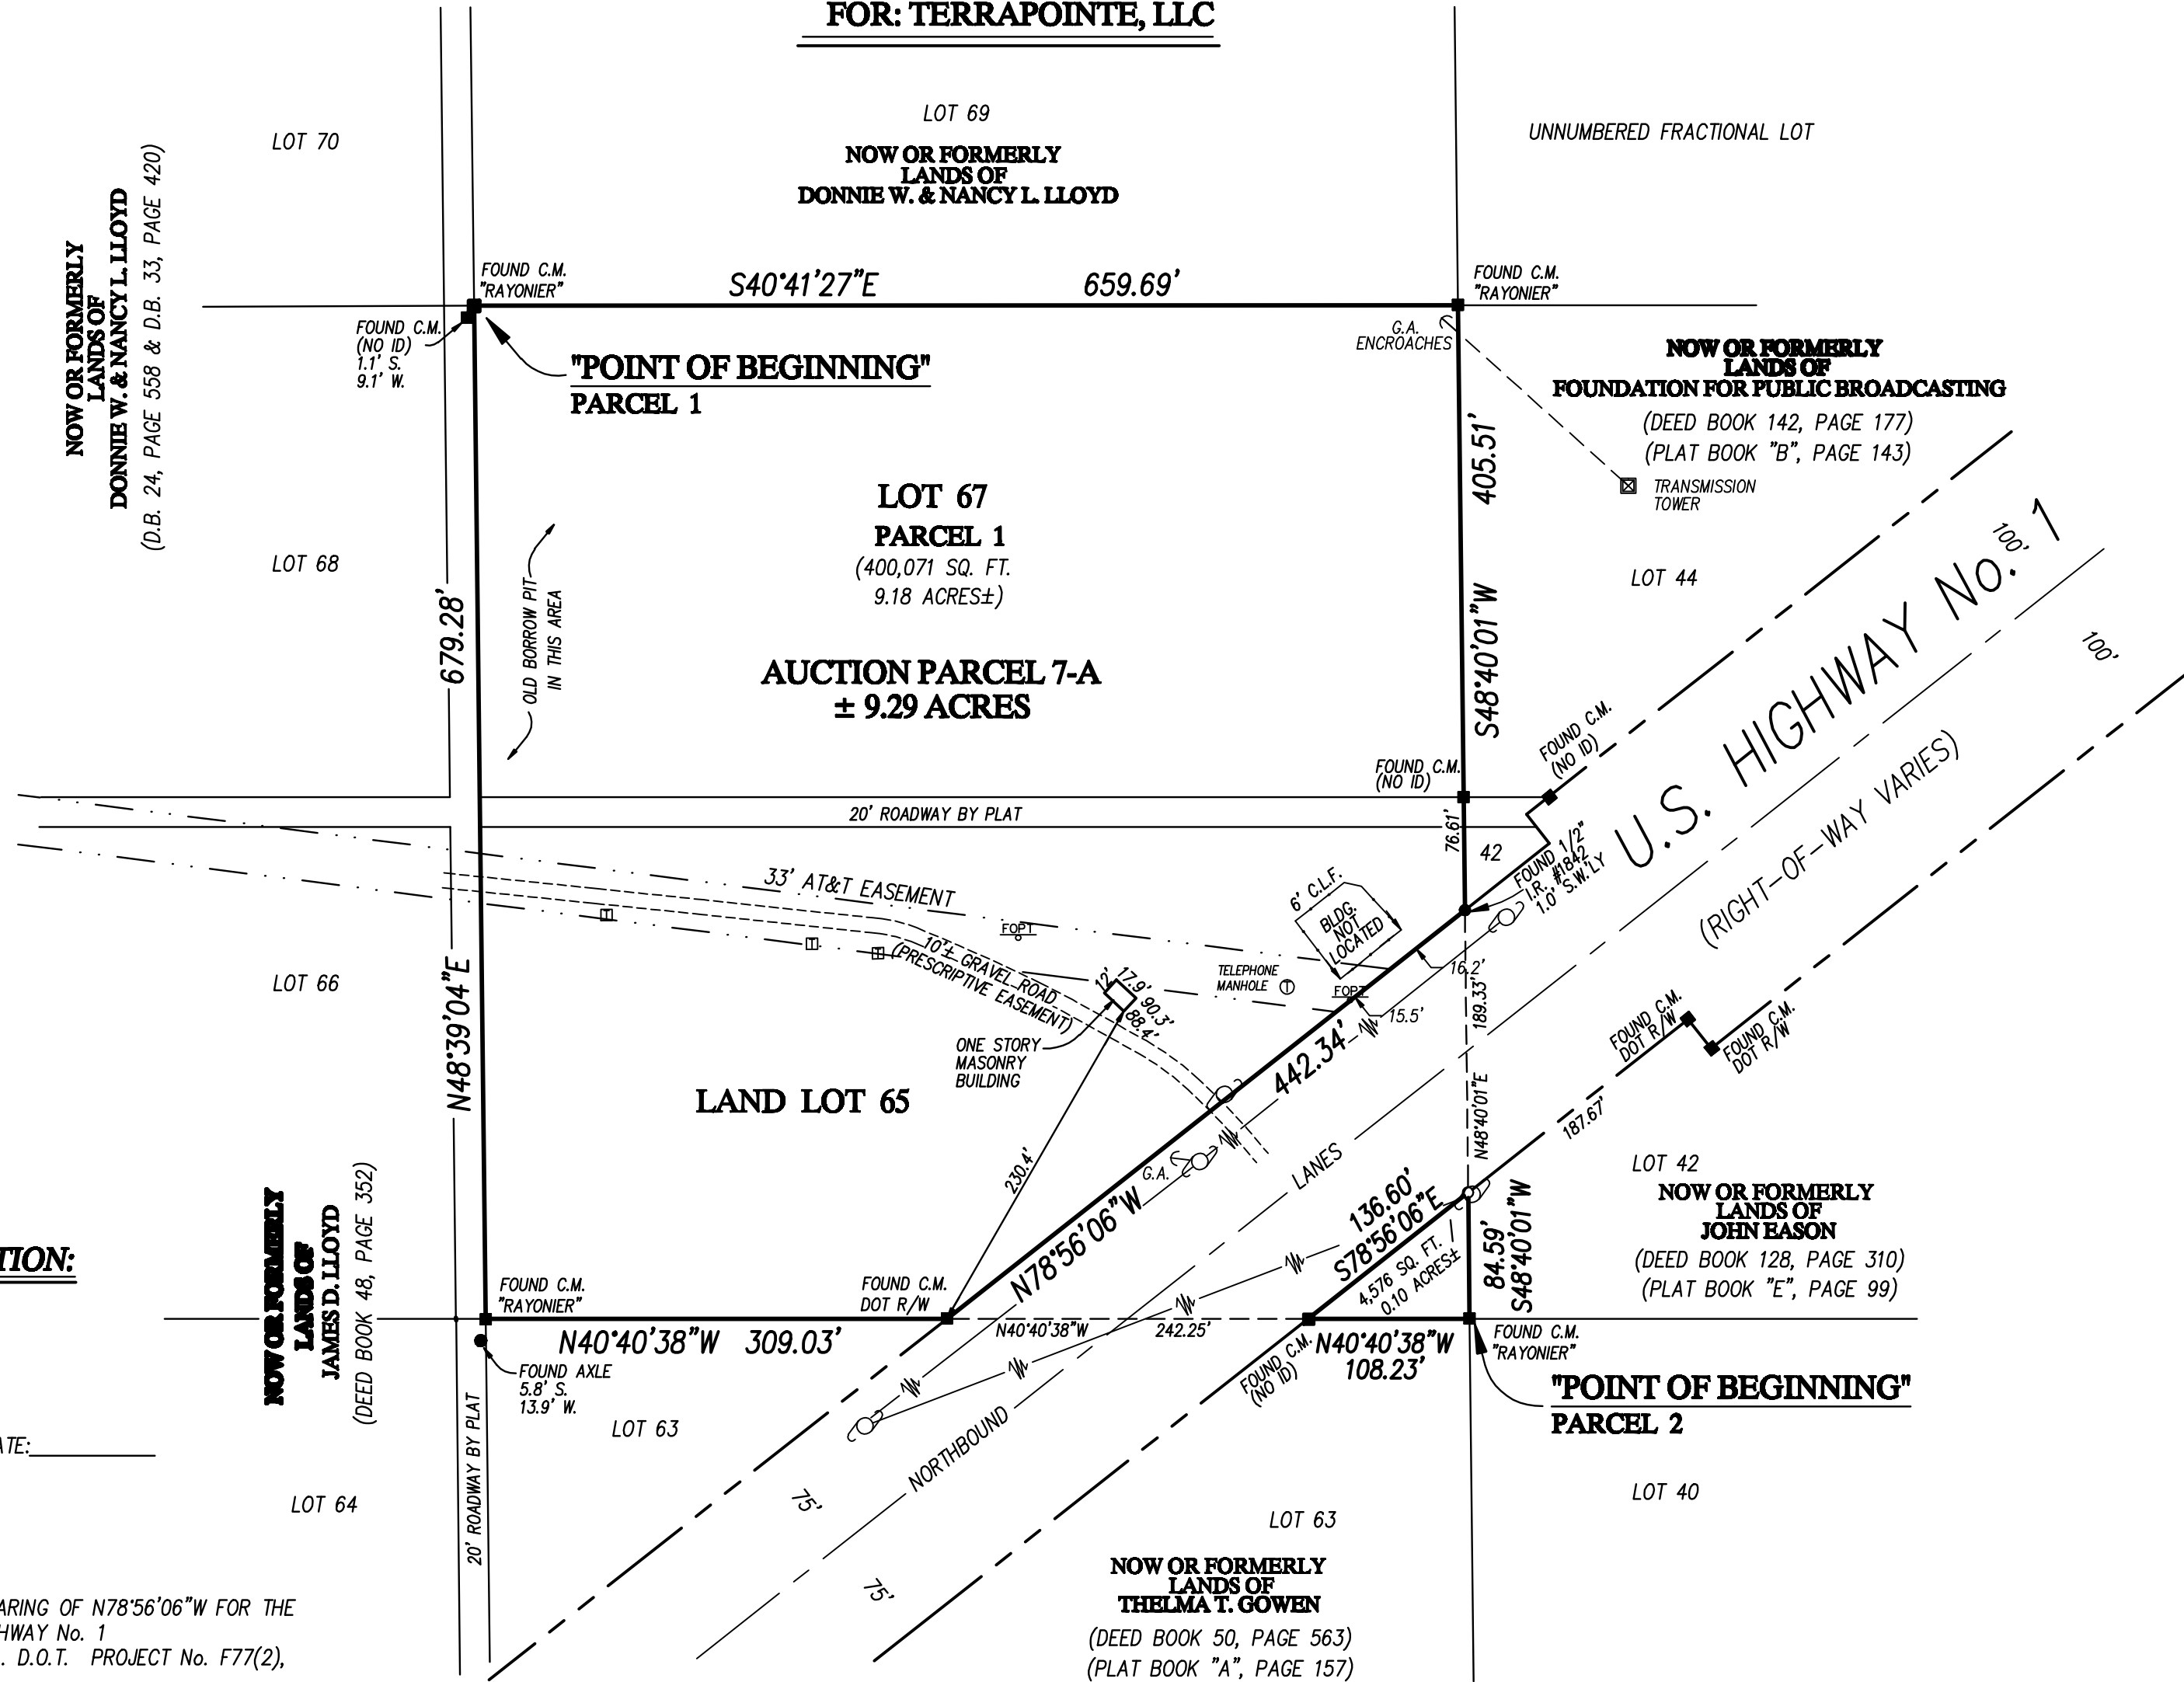 FOR: TERRAPOINTE, LLC
LOT 70
LOT 69
NOW OR FORMERLY
LANDS OF
DONNIE W. & NANCY L. LLOYD
UNNUMBERED FRACTIONAL LOT
NOW OR FORMERLY
LANDS OF
DONNIE W. & NANCY L. LLOYD
(D.B. 24, PAGE 558 & D.B. 33, PAGE 420)
FOUND C.M.
"RAYONIER"
S40°41'27"E
659.69'
FOUND C.M.
"RAYONIER"
FOUND C.M.
(NO ID)
1.1' S.
9.1' W.
"POINT OF BEGINNING"
PARCEL 1
G.A.
ENCROACHES
NOW OR FORMERLY
LANDS OF
FOUNDATION FOR PUBLIC BROADCASTING
(DEED BOOK 142, PAGE 177)
(PLAT BOOK "B", PAGE 143)
TRANSMISSION
TOWER
405.51'
S48°40'01"W
LOT 67
PARCEL 1
(400,071 SQ. FT.
9.18 ACRES±)
LOT 68
LOT 44
679.28'
N48°39'04"E
OLD BORROW PIT
IN THIS AREA
AUCTION PARCEL 7-A
± 9.29 ACRES
100'
100'
U.S. HIGHWAY No. 1
(RIGHT-OF-WAY VARIES)
FOUND C.M.
(NO ID)
FOUND C.M.
(NO ID)
20' ROADWAY BY PLAT
76.61'
42
FOUND 1/2"
I.R. #1842
1.0' S.W.'LY
33' AT&T EASEMENT
6' C.L.F.
BLDG.
NOT
LOCATED
T
T
T
FOPT
10'± GRAVEL ROAD
(PRESCRIPTIVE EASEMENT)
TELEPHONE
MANHOLE T
FOPT
16.2'
15.5'
189.33'
N48°40'01"E
LOT 66
12'
17.9'
90.3'
88.4'
ONE STORY
MASONRY
BUILDING
FOUND C.M.
DOT R/W
FOUND C.M.
DOT R/W
442.34'
N78°56'06"W
LAND LOT 65
187.67'
230.4'
G.A.
LANES
LOT 42
NOW OR FORMERLY
LANDS OF
JOHN EASON
(DEED BOOK 128, PAGE 310)
(PLAT BOOK "E", PAGE 99)
136.60'
S78°56'06"E
4,576 SQ. FT.
0.10 ACRES±
84.59'
S48°40'01"W
TION:
NOW OR FORMERLY
LANDS OF
JAMES D. LLOYD
(DEED BOOK 48, PAGE 352)
FOUND C.M.
"RAYONIER"
FOUND C.M.
DOT R/W
N40°40'38"W 309.03'
N40°40'38"W
242.25'
N40°40'38"W
108.23'
FOUND C.M.
"RAYONIER"
FOUND C.M.
(NO ID)
FOUND AXLE
5.8' S.
13.9' W.
"POINT OF BEGINNING"
PARCEL 2
LOT 63
20' ROADWAY BY PLAT
NORTHBOUND
ATE:
LOT 64
75'
75'
LOT 63
LOT 40
NOW OR FORMERLY
LANDS OF
THELMA T. GOWEN
(DEED BOOK 50, PAGE 563)
(PLAT BOOK "A", PAGE 157)
ARING OF N78°56'06"W FOR THE
HWAY No. 1
. D.O.T. PROJECT No. F77(2),